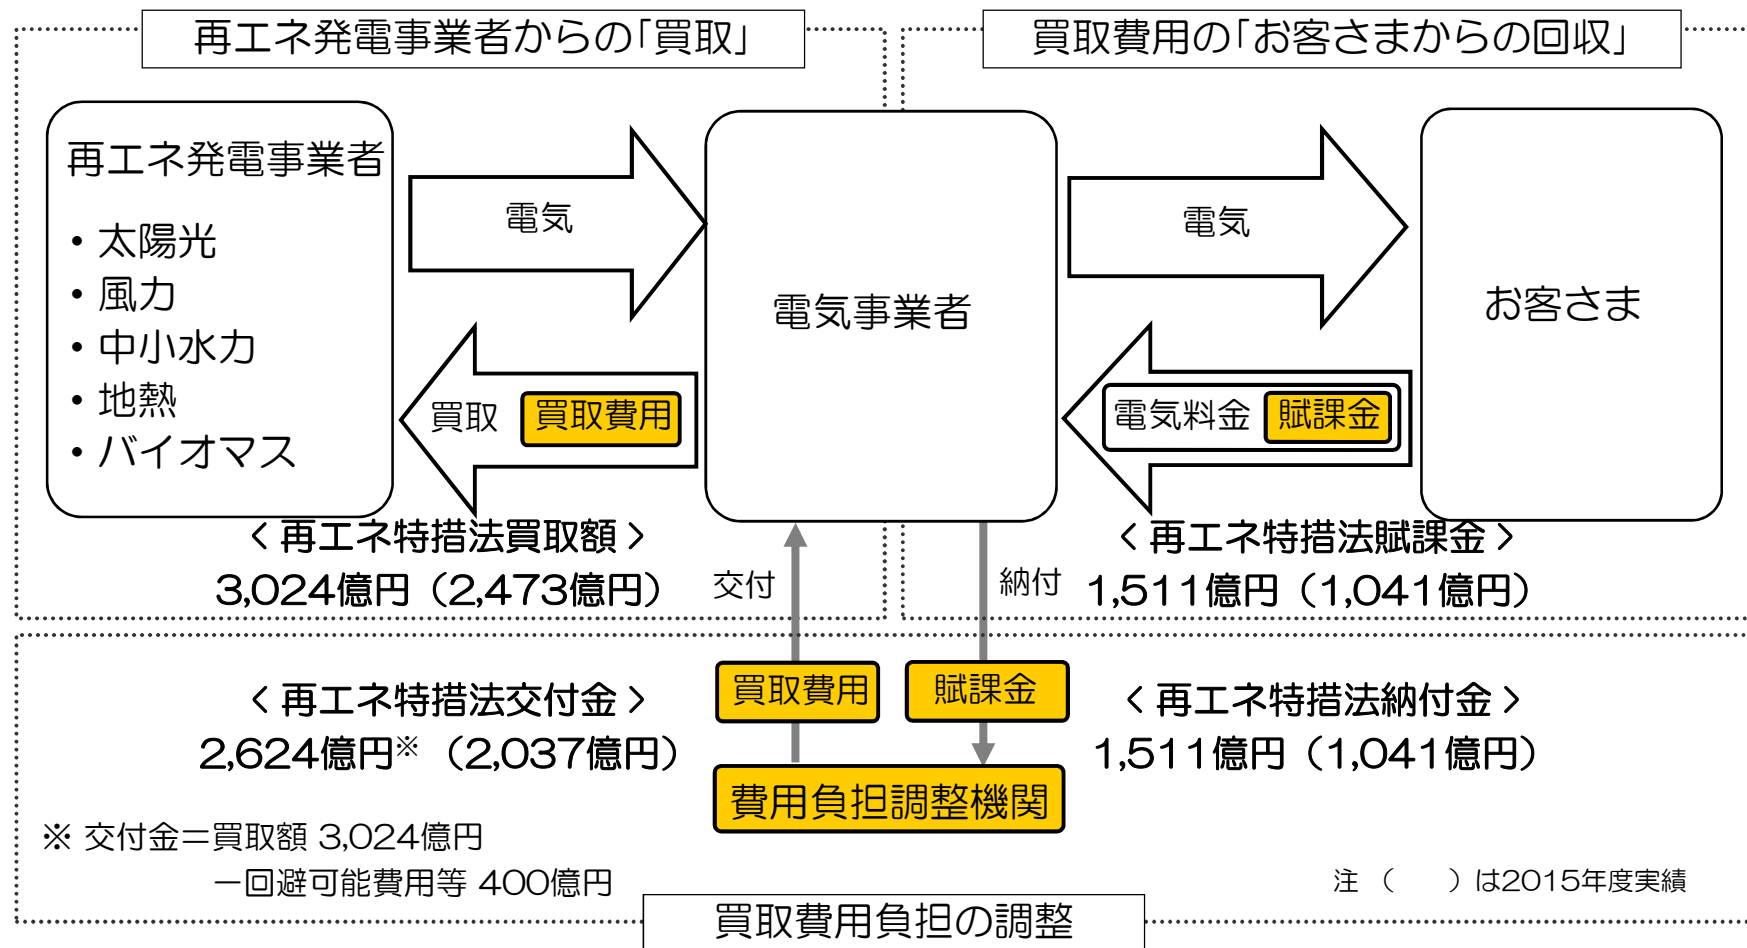 再エネ発電事業者からの「買取」
買取費用の「お客さまからの回収」
再エネ発電事業者
・太陽光
・風力
・中小水力
・地熱
・バイオマス
電気
電気事業者
電気
お客さま
買取 買取費用
電気料金 賦課金
＜再エネ特措法買取額＞
3,024億円（2,473億円）
交付
納付
＜再エネ特措法賦課金＞
1,511億円（1,041億円）
＜再エネ特措法交付金＞
2,624億円※（2,037億円）
買取費用
賦課金
＜再エネ特措法納付金＞
1,511億円（1,041億円）
費用負担調整機関
※ 交付金＝買取額 3,024億円
－回避可能費用等 400億円
注（　　）は2015年度実績
買取費用負担の調整